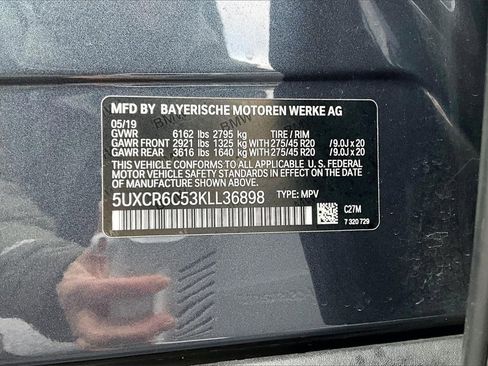 MFD BY BAYERISCHE MOTOREN WERKE AG
05/19
GVWR 6162 lbs 2795 kg TIRE / RIM
GAWR FRONT 2921 lbs 1325 kg WITH 275/45 R20 /9.0J x 20
GAWR REAR 3616 lbs 1640 kg WITH 275/45 R20 /9.0J x 20
THIS VEHICLE CONFORMS TO ALL APPLICABLE U. S. FEDERAL
MOTOR VEHICLE SAFETY STANDARDS IN EFFECT ON THE DATE OF
MANUFACTURE SHOWN ABOVE.
5UXCR6C53KLL36898 TYPE: MPV
C27M
7 320 729